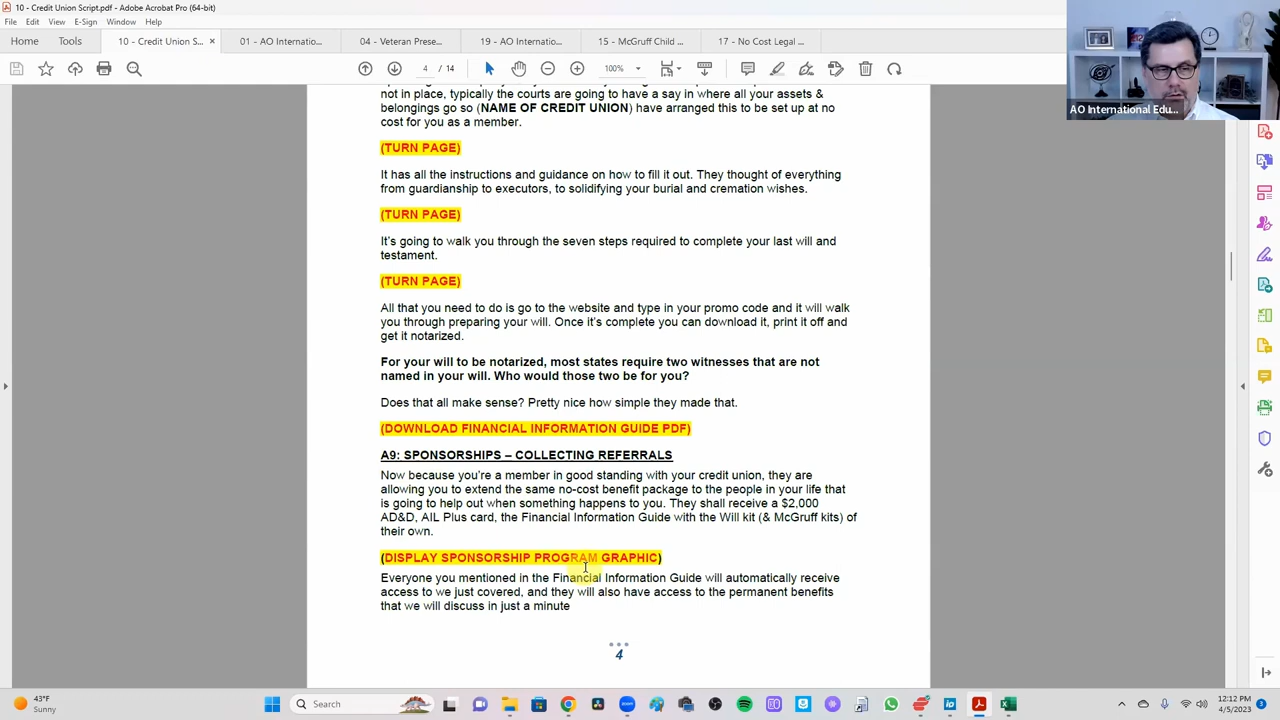 10 - Credit Union Script.pdf - Adobe Acrobat Pro (64-bit)
File Edit View E-Sign Window Help
Home Tools 10 - Credit Union S... × 01 - AO Internatio... 04 - Veteran Prese... 19 - AO Internatio... 15 - McGruff Child ... 17 - No Cost Legal ...
4 / 14 100%
not in place, typically the courts are going to have a say in where all your assets &
belongings go so (NAME OF CREDIT UNION) have arranged this to be set up at no
cost for you as a member.
(TURN PAGE)
It has all the instructions and guidance on how to fill it out. They thought of everything
from guardianship to executors, to solidifying your burial and cremation wishes.
(TURN PAGE)
It's going to walk you through the seven steps required to complete your last will and
testament.
(TURN PAGE)
All that you need to do is go to the website and type in your promo code and it will walk
you through preparing your will. Once it's complete you can download it, print it off and
get it notarized.
For your will to be notarized, most states require two witnesses that are not
named in your will. Who would those two be for you?
Does that all make sense? Pretty nice how simple they made that.
(DOWNLOAD FINANCIAL INFORMATION GUIDE PDF)
A9: SPONSORSHIPS – COLLECTING REFERRALS
Now because you're a member in good standing with your credit union, they are
allowing you to extend the same no-cost benefit package to the people in your life that
is going to help out when something happens to you. They shall receive a $2,000
AD&D, AIL Plus card, the Financial Information Guide with the Will kit (& McGruff kits) of
their own.
(DISPLAY SPONSORSHIP PROGRAM GRAPHIC)
Everyone you mentioned in the Financial Information Guide will automatically receive
access to we just covered, and they will also have access to the permanent benefits
that we will discuss in just a minute
4
AO International Edu...
43°F
Sunny
Search
12:12 PM
4/5/2023